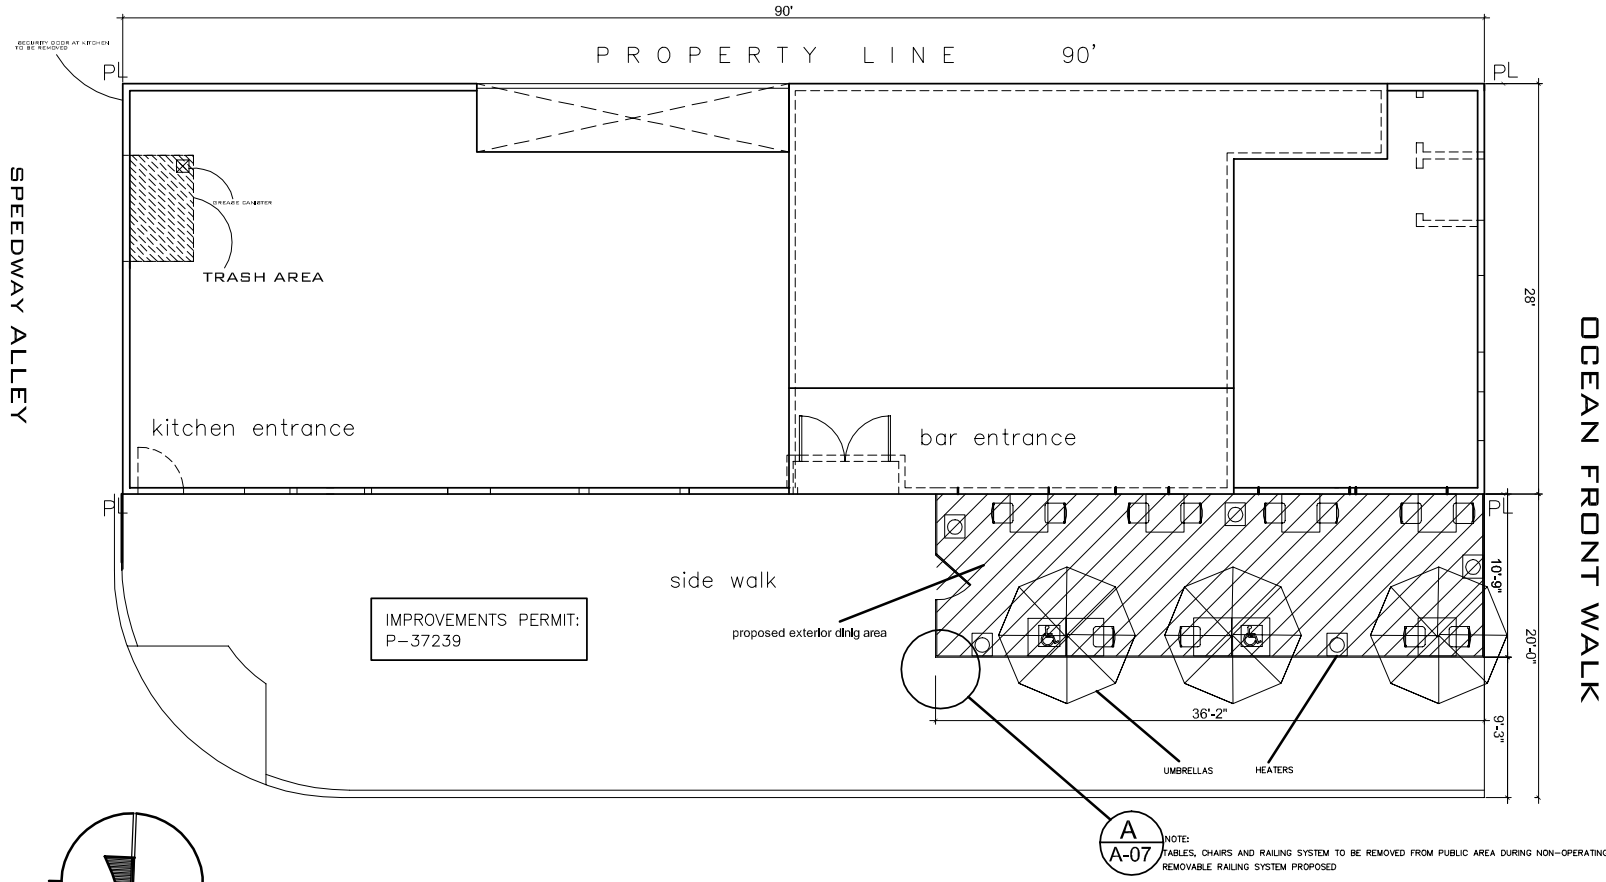 90'
SECURITY DOOR AT KITCHEN
TO BE REMOVED
PROPERTY LINE 90'
PL
PL
SPEEDWAY ALLEY
GREASE CANISTER
TRASH AREA
28'
OCEAN FRONT WALK
kitchen entrance
bar entrance
PL
PL
side walk
10'-9"
IMPROVEMENTS PERMIT:
P-37239
proposed exterior dinig area
20'-0"
36'-2"
9'-3"
UMBRELLAS
HEATERS
A
A-07
NOTE:
TABLES, CHAIRS AND RAILING SYSTEM TO BE REMOVED FROM PUBLIC AREA DURING NON-OPERATING
REMOVABLE RAILING SYSTEM PROPOSED